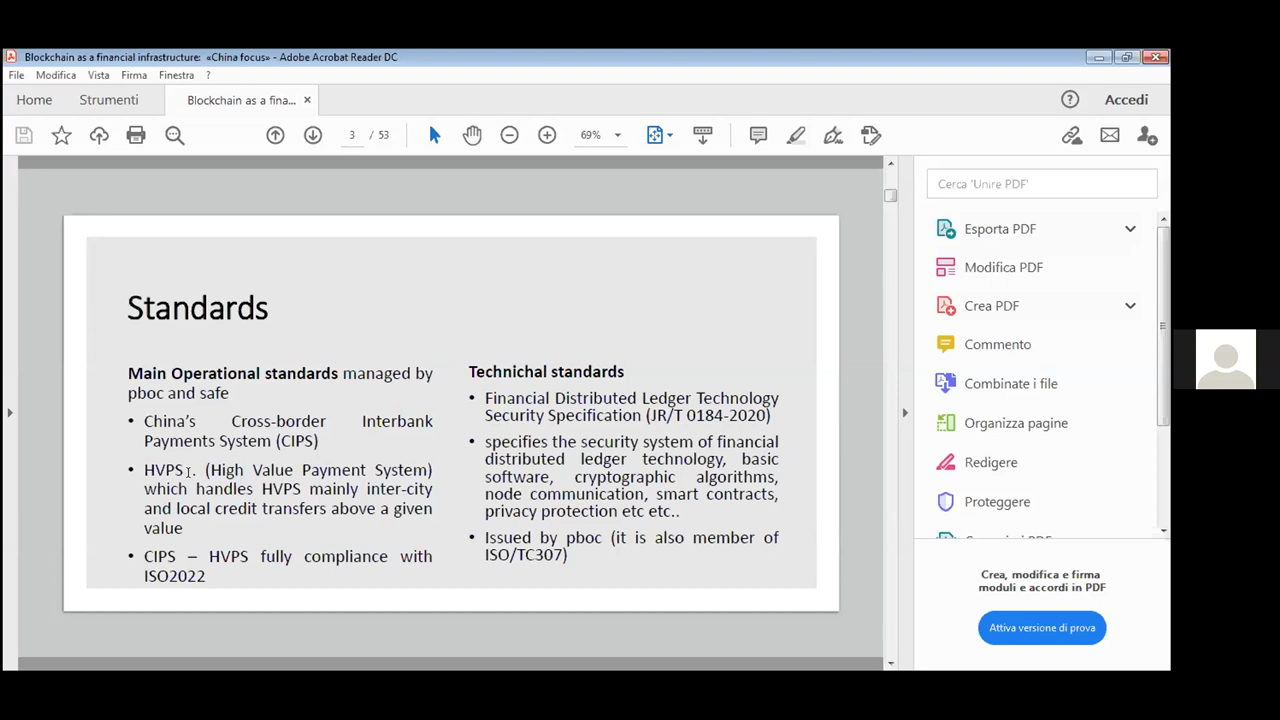 Blockchain as a financial infrastructure: «China focus» - Adobe Acrobat Reader DC
File Modifica Vista Firma Finestra ?
Home Strumenti Blockchain as a fina... × Accedi
3 / 53 69%
Standards
Main Operational standards managed by
pboc and safe
• China's Cross-border Interbank
Payments System (CIPS)
• HVPS.. (High Value Payment System)
which handles HVPS mainly inter-city
and local credit transfers above a given
value
• CIPS – HVPS fully compliance with
ISO2022
Technichal standards
• Financial Distributed Ledger Technology
Security Specification (JR/T 0184-2020)
• specifies the security system of financial
distributed ledger technology, basic
software, cryptographic algorithms,
node communication, smart contracts,
privacy protection etc etc..
• Issued by pboc (it is also member of
ISO/TC307)
Cerca 'Unire PDF'
Esporta PDF
Modifica PDF
Crea PDF
Commento
Combinate i file
Organizza pagine
Redigere
Proteggere
Crea, modifica e firma
moduli e accordi in PDF
Attiva versione di prova